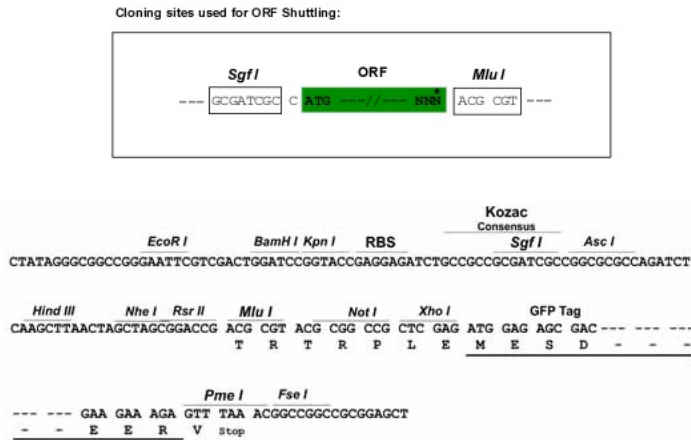 Cloning sites used for ORF Shuttling:
Sgf I ORF Mlu I
--- GCGATCGC C ATG ---//--- NNN* ACG CGT ---
Kozac
Consensus
EcoR I BamH I Kpn I RBS Sgf I Asc I
CTATAGGGCGGCCGGGAATTCGTCGACTGGATCCGGTACCGAGGAGATCTGCCGCCGCGATCGCCGGCGCGCCAGATCT
Hind III Nhe I Rsr II Mlu I Not I Xho I GFP Tag
CAAGCTTAACTAGCTAGCGGACCG ACG CGT ACG CGG CCG CTC GAG ATG GAG AGC GAC--- --- ---
T R T R P L E M E S D - - -
Pme I Fse I
--- --- GAA GAA AGA GTT TAA ACGGCCGGCCGCGGAGCT
- - E E R V Stop